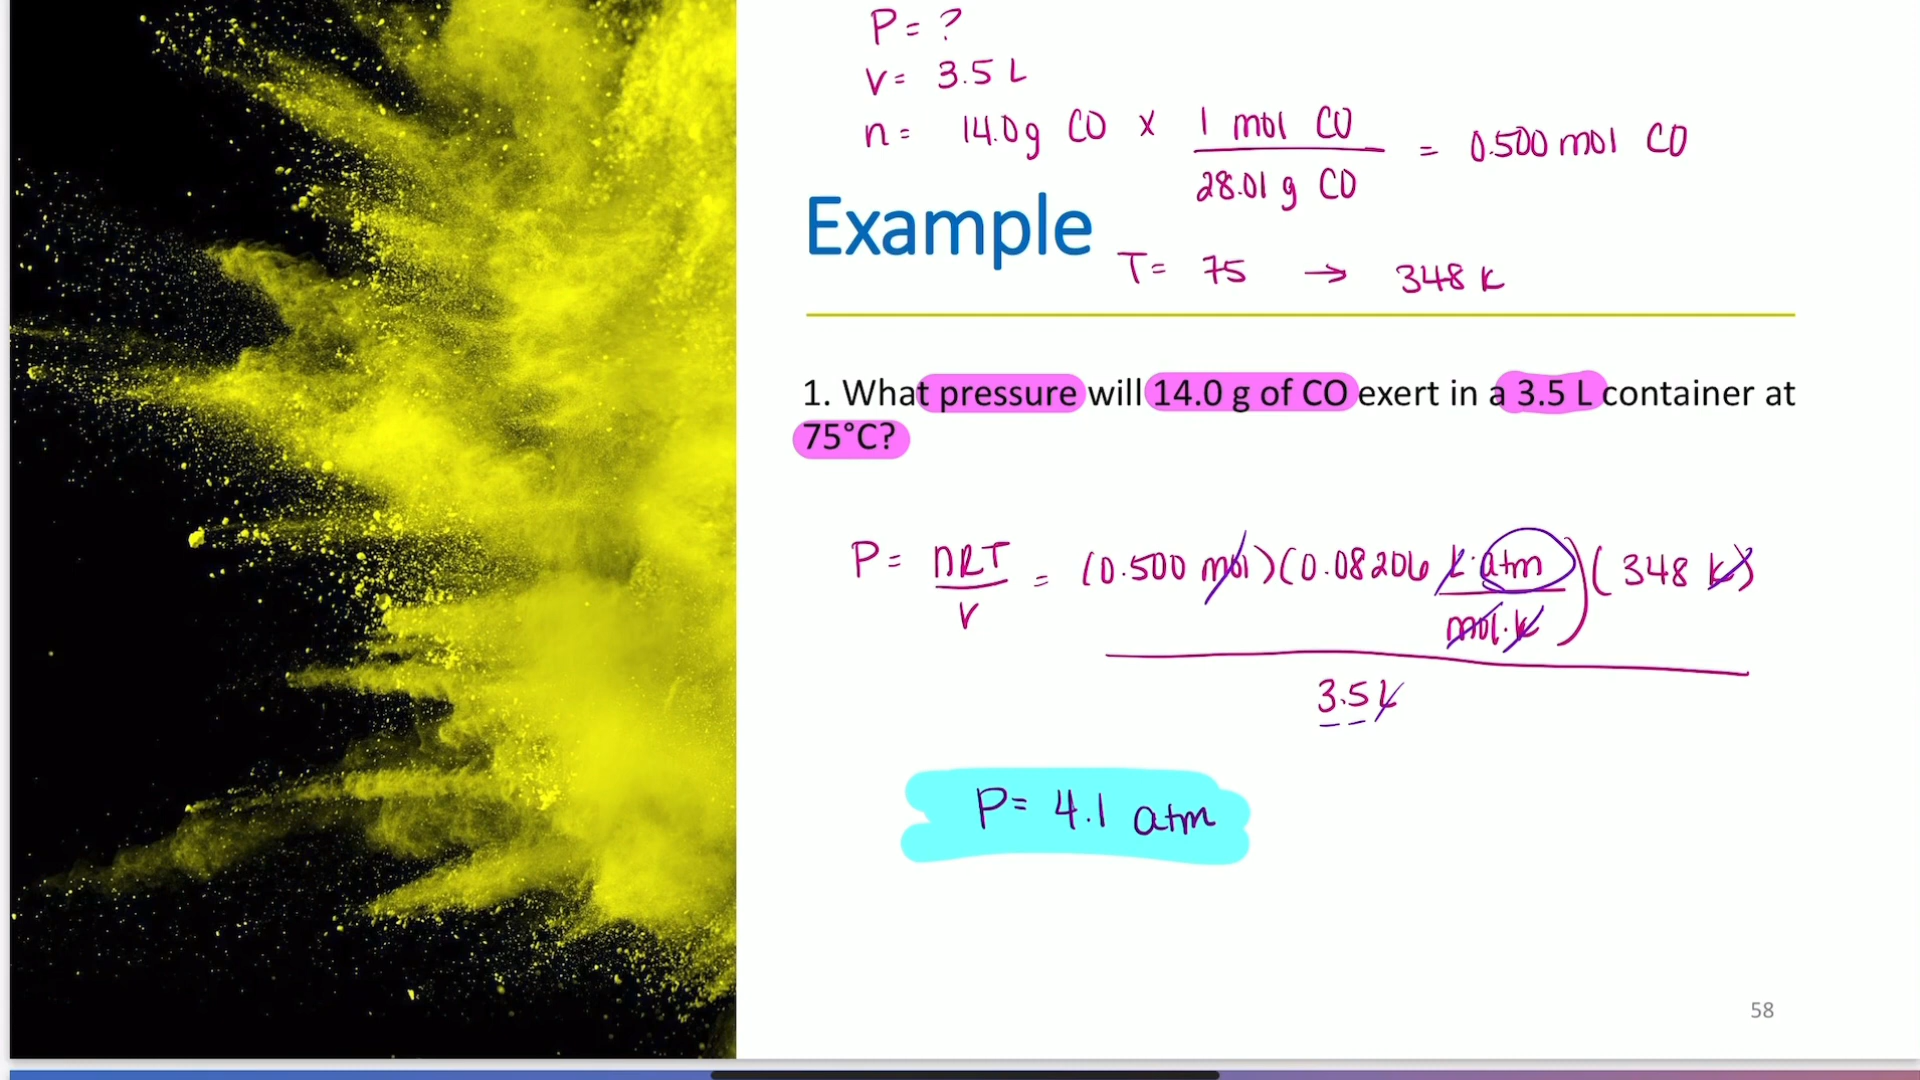 P = ?
V = 3.5 L
n = 14.0g CO x 1 mol CO / 28.01 g CO = 0.500 mol CO
Example
T = 75 → 348 K
1. What pressure will 14.0 g of CO exert in a 3.5 L container at
75°C?
P = nRT / V = (0.500 mol)(0.08206 L·atm / mol·K)(348 K) / 3.5 L
P = 4.1 atm
58